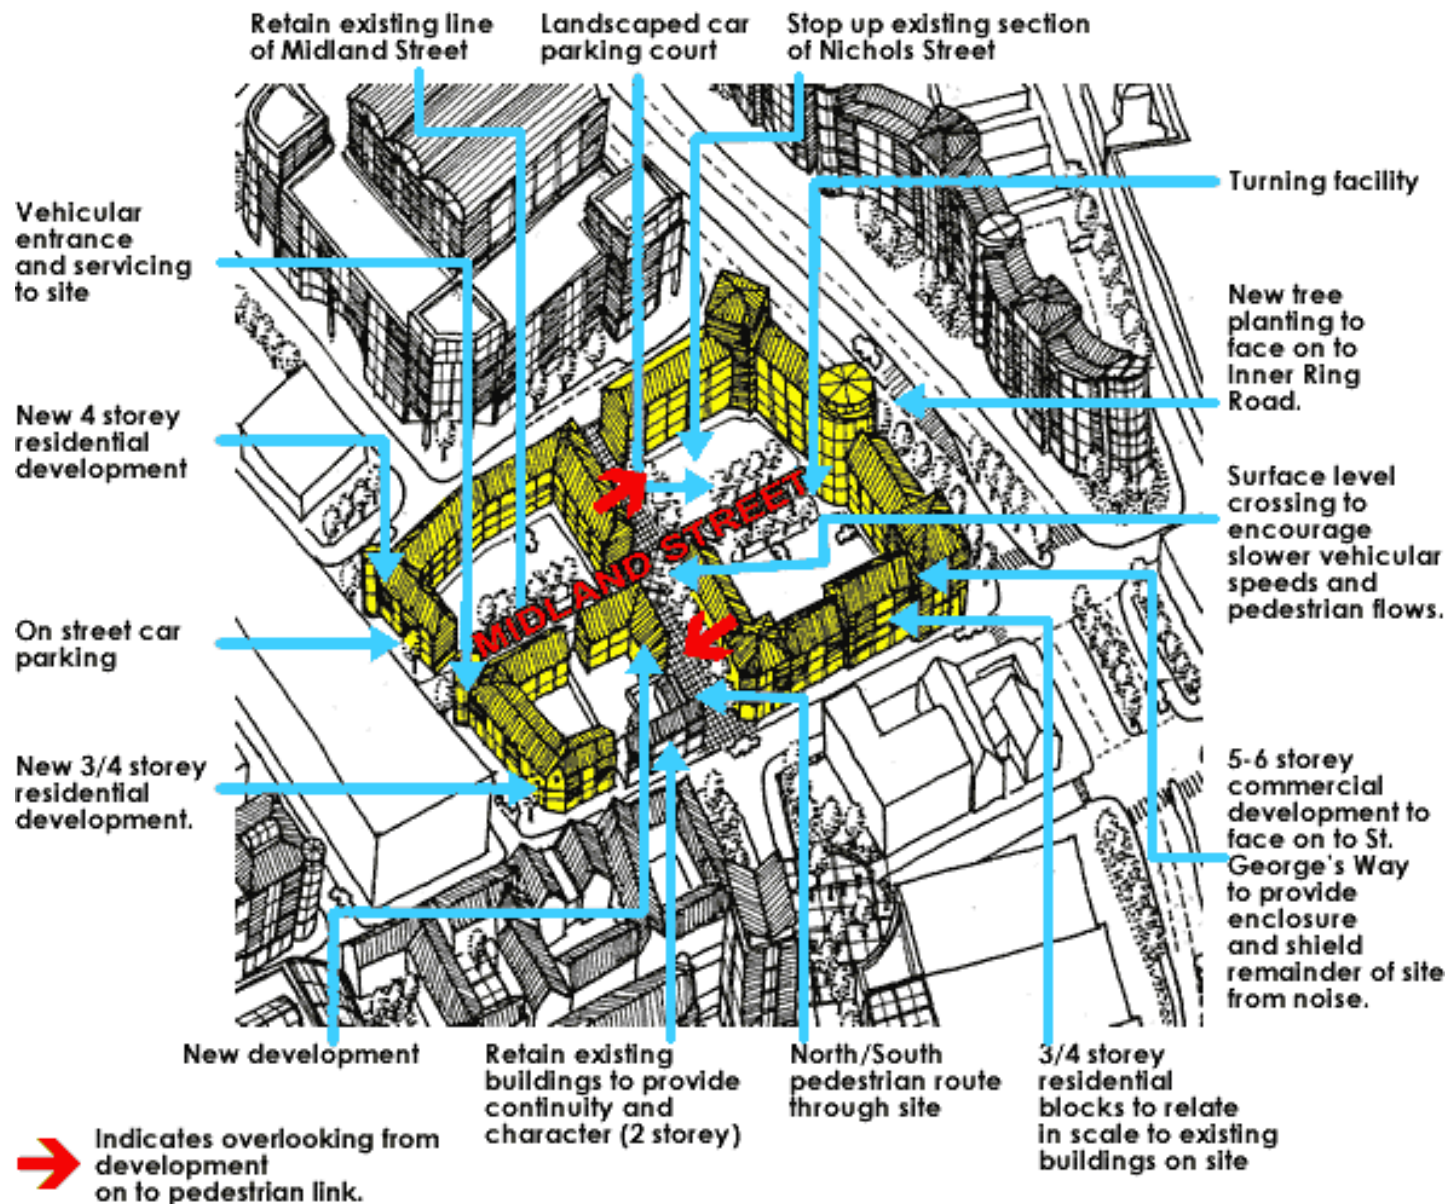 Retain existing line
of Midland Street
Landscaped car
parking court
Stop up existing section
of Nichols Street
Turning facility
Vehicular
entrance
and servicing
to site
New tree
planting to
face on to
Inner Ring
Road.
New 4 storey
residential
development
Surface level
crossing to
encourage
slower vehicular
speeds and
pedestrian flows.
MIDLAND STREET
On street car
parking
New 3/4 storey
residential
development.
5-6 storey
commercial
development to
face on to St.
George's Way
to provide
enclosure
and shield
remainder of site
from noise.
New development
Retain existing
buildings to provide
continuity and
character (2 storey)
North/South
pedestrian route
through site
3/4 storey
residential
blocks to relate
in scale to existing
buildings on site
Indicates overlooking from
development
on to pedestrian link.